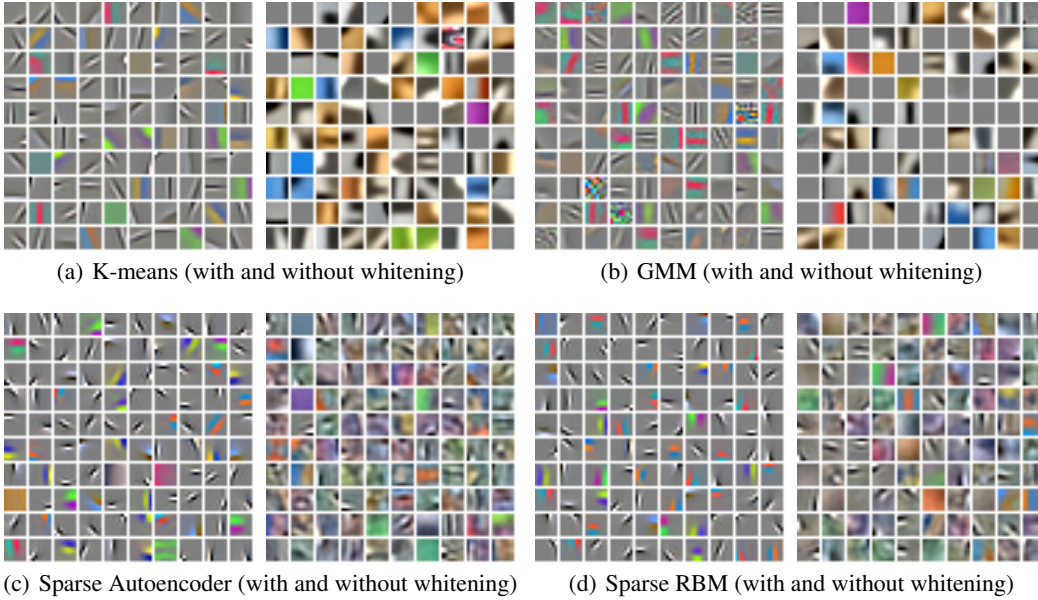 (a) K-means (with and without whitening)
(b) GMM (with and without whitening)
(c) Sparse Autoencoder (with and without whitening)
(d) Sparse RBM (with and without whitening)